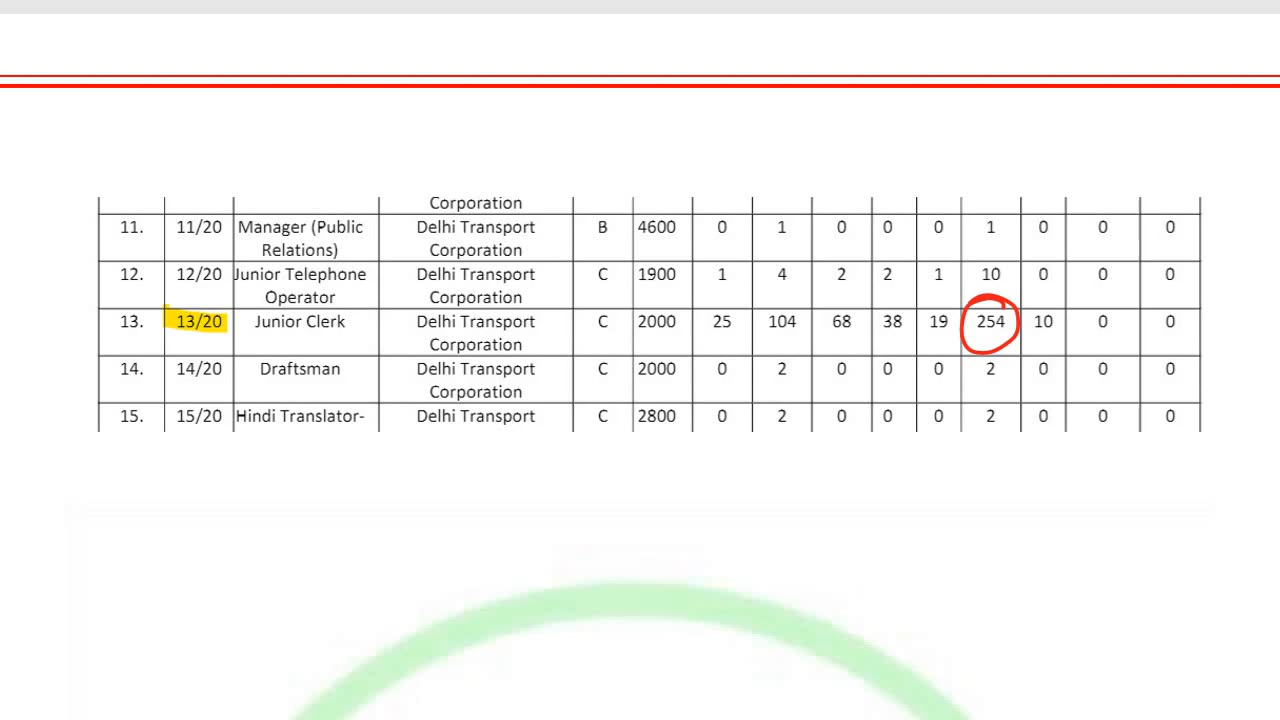 Corporation
11. 11/20 Manager (Public Delhi Transport B 4600 0 1 0 0 0 1 0 0 0
Relations) Corporation
12. 12/20 Junior Telephone Delhi Transport C 1900 1 4 2 2 1 10 0 0 0
Operator Corporation
13. 13/20 Junior Clerk Delhi Transport C 2000 25 104 68 38 19 254 10 0 0
Corporation
14. 14/20 Draftsman Delhi Transport C 2000 0 2 0 0 0 2 0 0 0
Corporation
15. 15/20 Hindi Translator- Delhi Transport C 2800 0 2 0 0 0 2 0 0 0